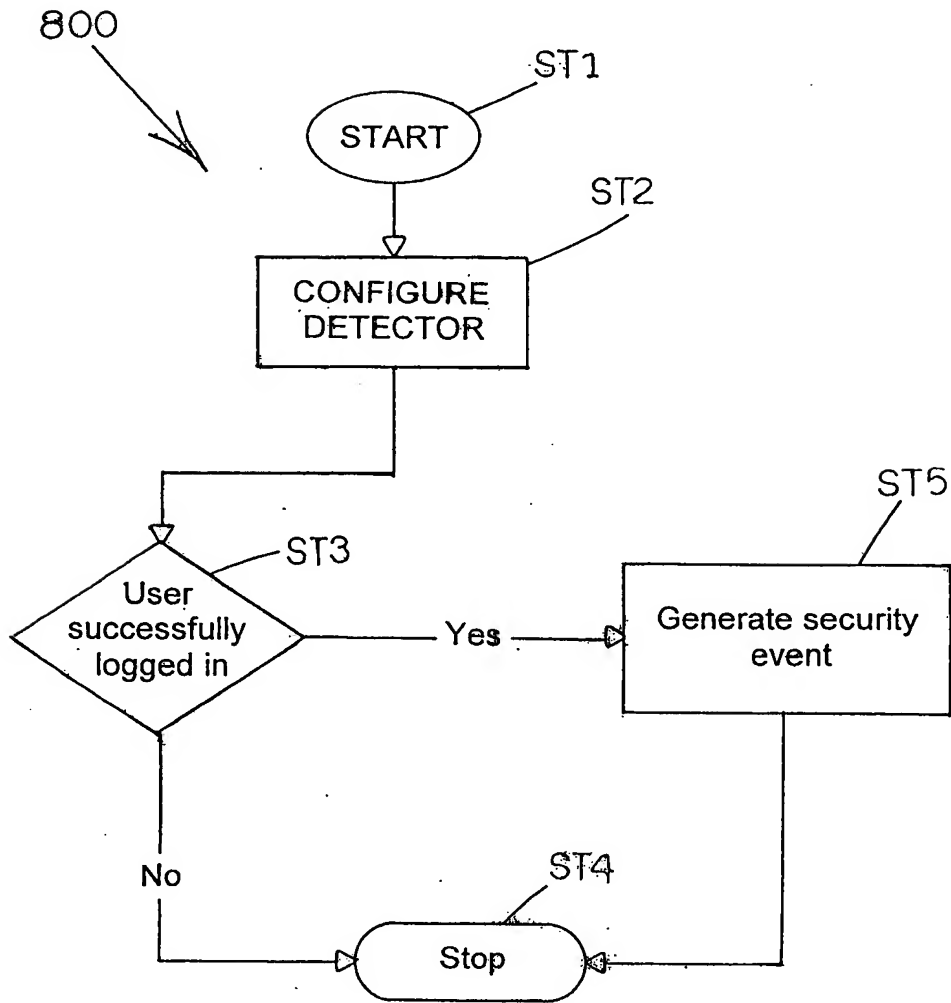 800
ST1
START
ST2
CONFIGURE
DETECTOR
ST3
User
successfully
logged in
Yes
ST5
Generate security
event
No
ST4
Stop